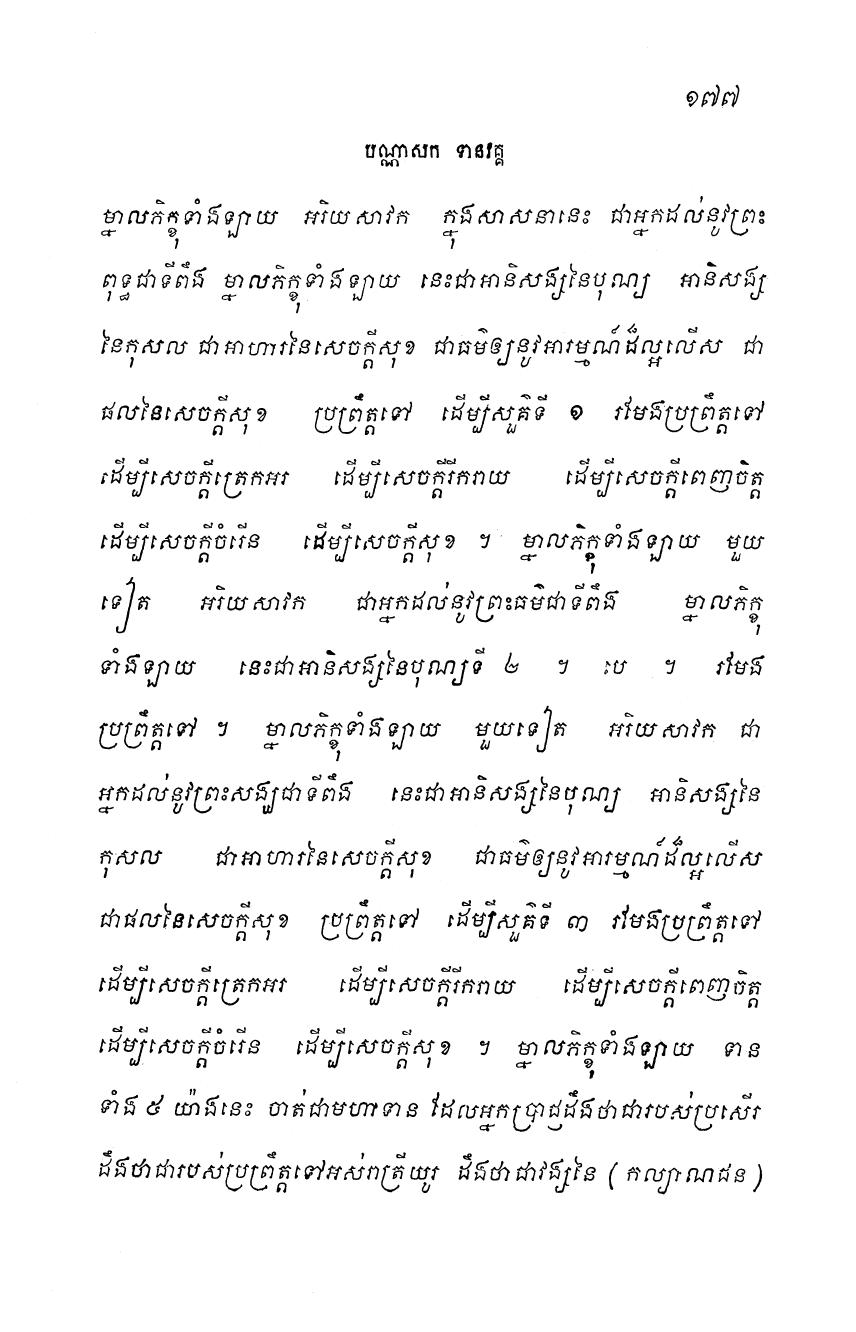 ១៧៧
បណ្ណាសក ទានវគ្គ
ម្នាលភិក្ខុទាំងឡាយ អរិយសាវក ក្នុងសាសនានេះ ជាអ្នកដល់នូវព្រះ
ពុទ្ធជាទីពឹង ម្នាលភិក្ខុទាំងឡាយ នេះជាអានិសង្សនៃបុណ្យ អានិសង្ស
នៃកុសល ជាអាហារនៃសេចក្តីសុខ ជាធម៌ឲ្យនូវអារម្មណ៍ដ៏ល្អលើស ជា
ផលនៃសេចក្តីសុខ ប្រព្រឹត្តទៅ ដើម្បីសួគ៌ទី ១ រមែងប្រព្រឹត្តទៅ
ដើម្បីសេចក្តីត្រេកអរ ដើម្បីសេចក្តីរីករាយ ដើម្បីសេចក្តីពេញចិត្ត
ដើម្បីសេចក្តីចំរើន ដើម្បីសេចក្តីសុខ ។ ម្នាលភិក្ខុទាំងឡាយ មួយ
ទៀត អរិយសាវក ជាអ្នកដល់នូវព្រះធម៌ជាទីពឹង ម្នាលភិក្ខុ
ទាំងឡាយ នេះជាអានិសង្សនៃបុណ្យទី ២ ។ បេ ។ រមែង
ប្រព្រឹត្តទៅ ។ ម្នាលភិក្ខុទាំងឡាយ មួយទៀត អរិយសាវក ជា
អ្នកដល់នូវព្រះសង្ឃជាទីពឹង នេះជាអានិសង្សនៃបុណ្យ អានិសង្សនៃ
កុសល ជាអាហារនៃសេចក្តីសុខ ជាធម៌ឲ្យនូវអារម្មណ៍ដ៏ល្អលើស
ជាផលនៃសេចក្តីសុខ ប្រព្រឹត្តទៅ ដើម្បីសួគ៌ទី ៣ រមែងប្រព្រឹត្តទៅ
ដើម្បីសេចក្តីត្រេកអរ ដើម្បីសេចក្តីរីករាយ ដើម្បីសេចក្តីពេញចិត្ត
ដើម្បីសេចក្តីចំរើន ដើម្បីសេចក្តីសុខ ។ ម្នាលភិក្ខុទាំងឡាយ ទាន
ទាំង ៥ យ៉ាងនេះ ចាត់ជាមហាទាន ដែលអ្នកប្រាជ្ញដឹងថាជារបស់ប្រសើរ
ដឹងថាជារបស់ប្រព្រឹត្តទៅអស់រាត្រីយូរ ដឹងថាជាវង្សនៃ ( កល្យាណជន )